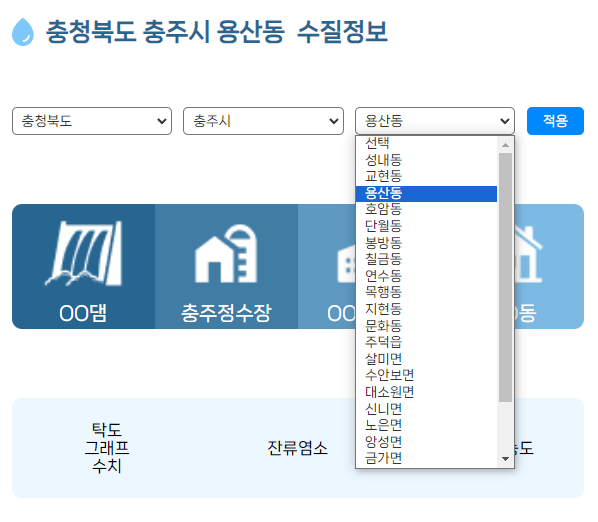 충청북도 충주시 용산동 수질정보
충청북도
충주시
용산동
적용
선택
성내동
교현동
용산동
호암동
단월동
봉방동
칠금동
연수동
목행동
지현동
문화동
주덕읍
살미면
수안보면
대소원면
신니면
노은면
앙성면
금가면
OO댐
충주정수장
OO
동
탁도
그래프
수치
잔류염소
도